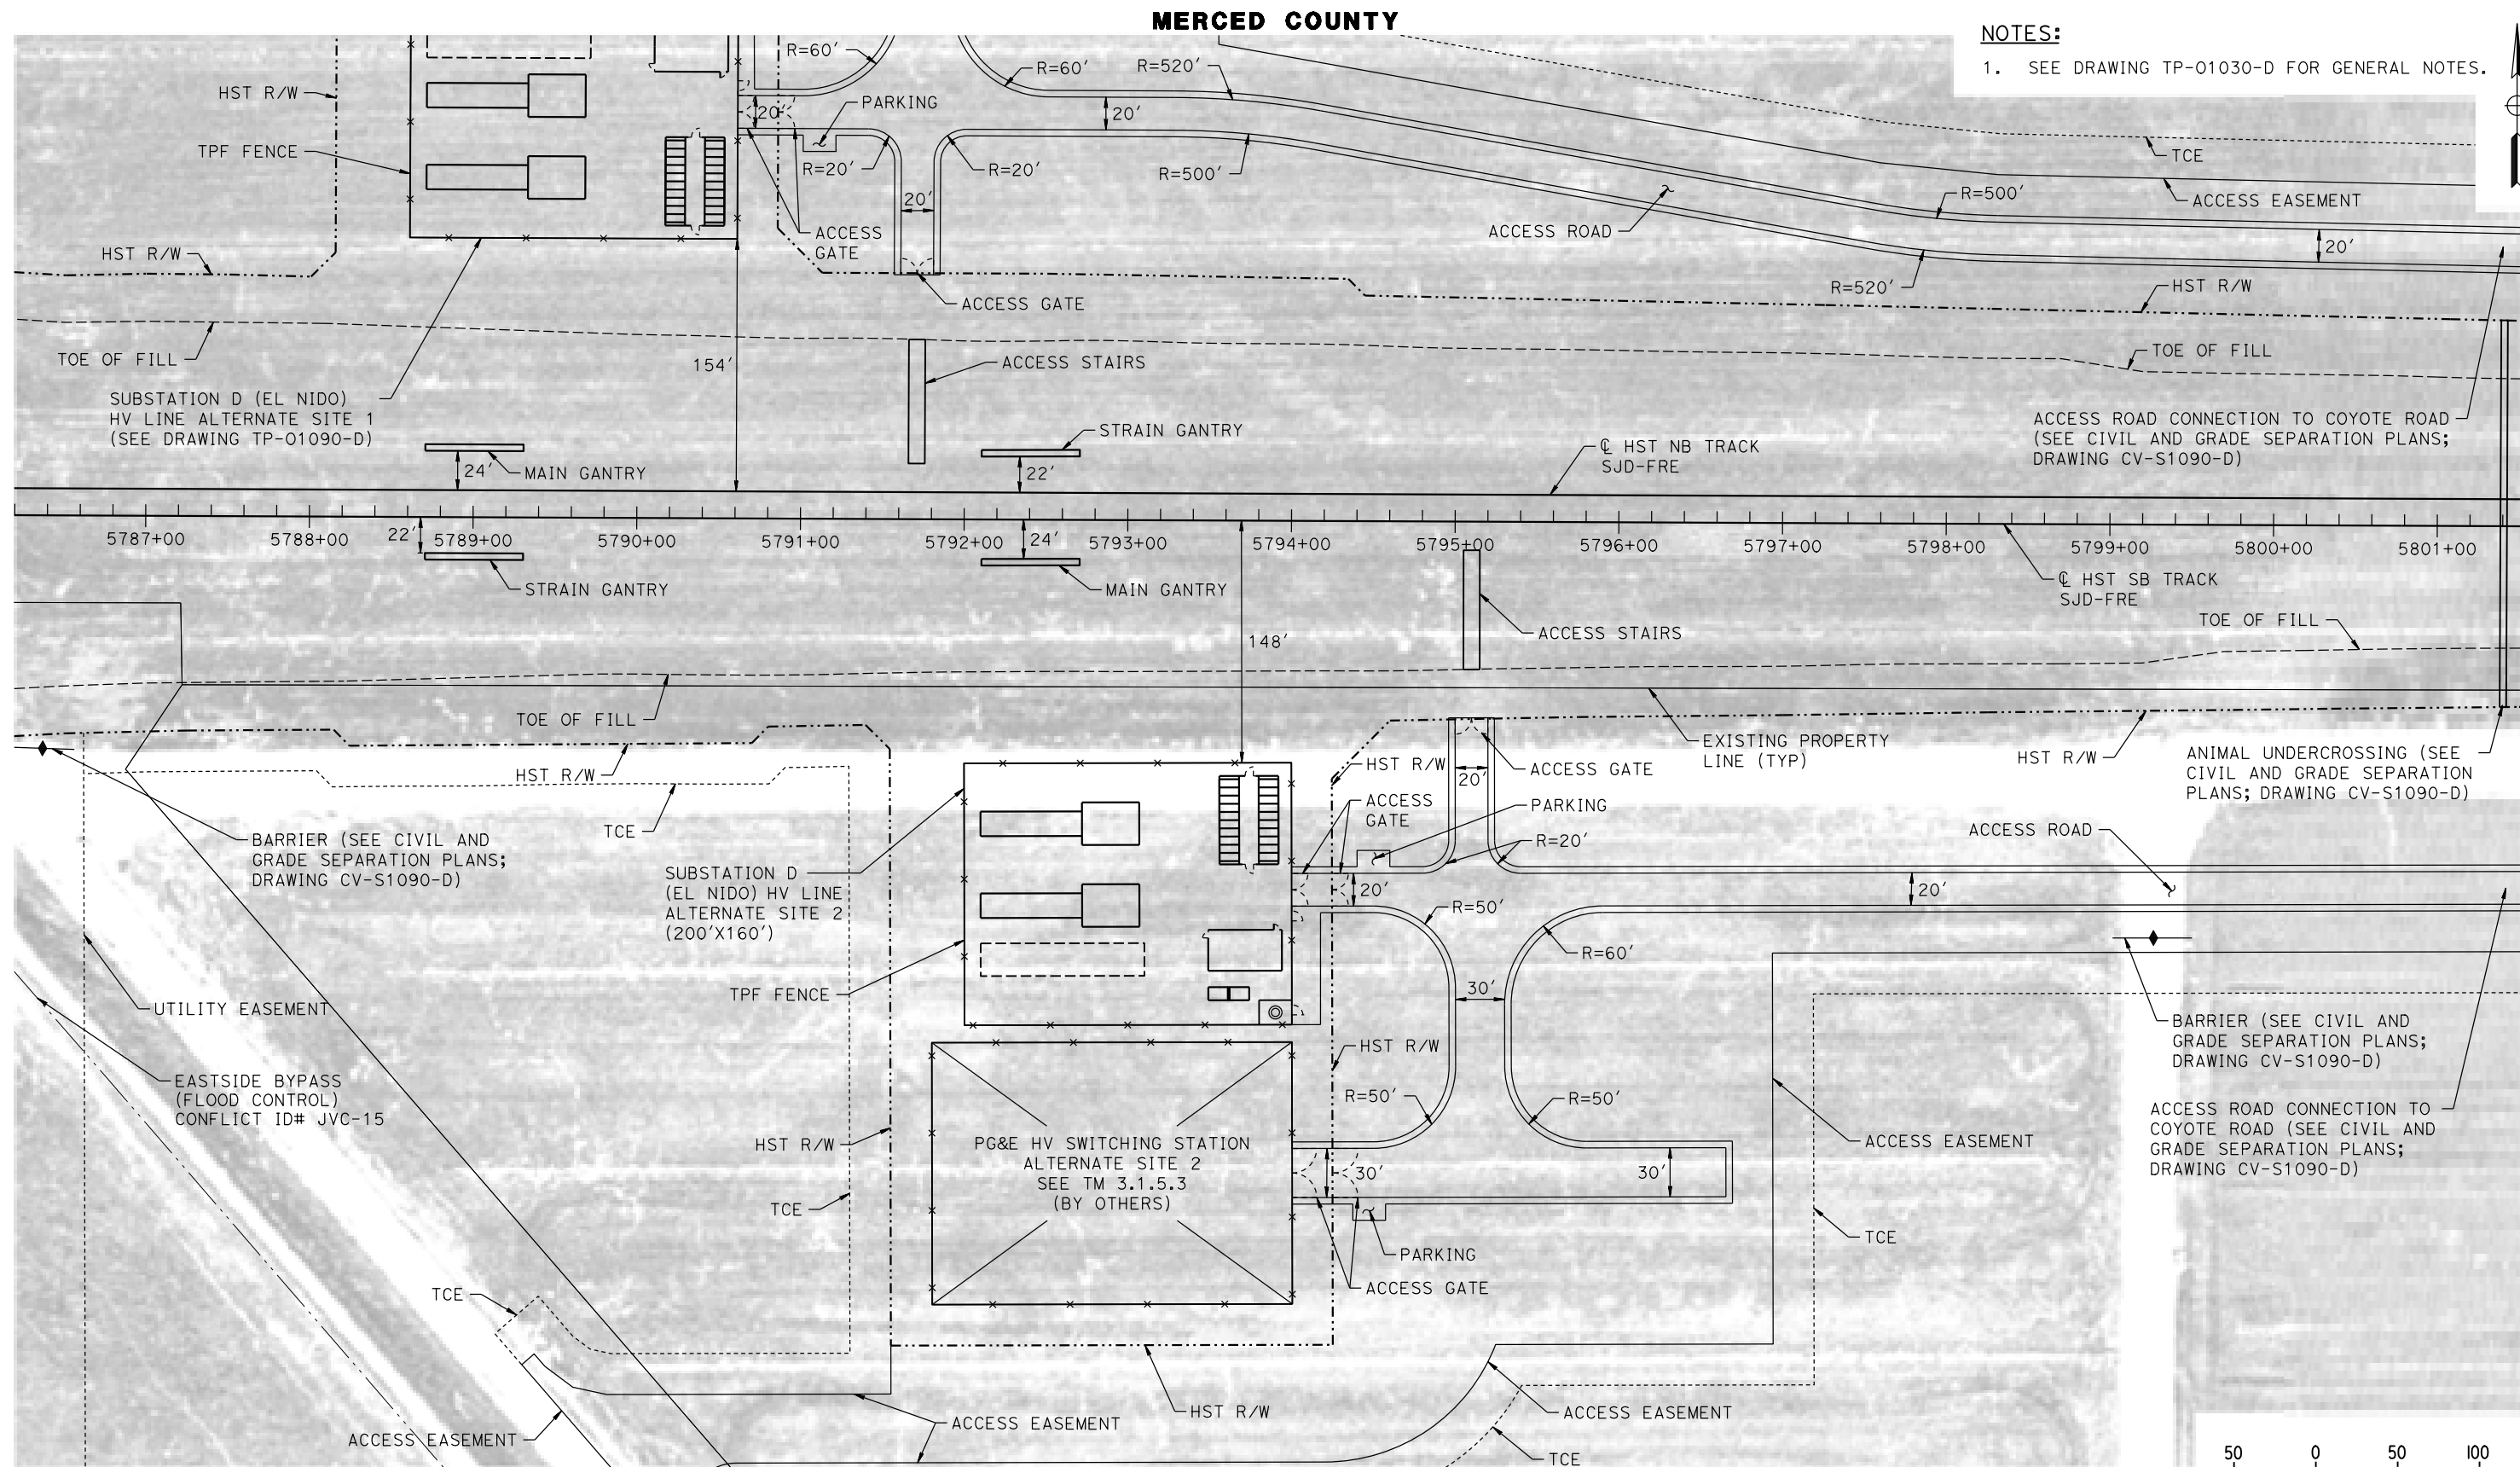 MERCED COUNTY
NOTES:
1. SEE DRAWING TP-01030-D FOR GENERAL NOTES.
R=60'
R=60'
R=520'
HST R/W
PARKING
20'
20'
TPF FENCE
TCE
R=20'
R=20'
R=500'
R=500'
ACCESS EASEMENT
20'
ACCESS
GATE
ACCESS ROAD
20'
HST R/W
R=520'
HST R/W
ACCESS GATE
TOE OF FILL
TOE OF FILL
154'
ACCESS STAIRS
SUBSTATION D (EL NIDO)
HV LINE ALTERNATE SITE 1
(SEE DRAWING TP-01090-D)
ACCESS ROAD CONNECTION TO COYOTE ROAD
(SEE CIVIL AND GRADE SEPARATION PLANS;
DRAWING CV-S1090-D)
STRAIN GANTRY
℄ HST NB TRACK
SJD-FRE
24'
MAIN GANTRY
22'
5787+00
5788+00
22'
5789+00
5790+00
5791+00
5792+00
24'
5793+00
5794+00
5795+00
5796+00
5797+00
5798+00
5799+00
5800+00
5801+00
STRAIN GANTRY
MAIN GANTRY
℄ HST SB TRACK
SJD-FRE
TOE OF FILL
ACCESS STAIRS
148'
TOE OF FILL
EXISTING PROPERTY
LINE (TYP)
HST R/W
ANIMAL UNDERCROSSING (SEE
CIVIL AND GRADE SEPARATION
PLANS; DRAWING CV-S1090-D)
HST R/W
HST R/W
20'
ACCESS GATE
ACCESS
GATE
PARKING
TCE
BARRIER (SEE CIVIL AND
GRADE SEPARATION PLANS;
DRAWING CV-S1090-D)
ACCESS ROAD
R=20'
SUBSTATION D
(EL NIDO) HV LINE
ALTERNATE SITE 2
(200'X160')
20'
20'
R=50'
R=60'
TPF FENCE
30'
UTILITY EASEMENT
BARRIER (SEE CIVIL AND
GRADE SEPARATION PLANS;
DRAWING CV-S1090-D)
HST R/W
EASTSIDE BYPASS
(FLOOD CONTROL)
CONFLICT ID# JVC-15
R=50'
R=50'
ACCESS ROAD CONNECTION TO
COYOTE ROAD (SEE CIVIL AND
GRADE SEPARATION PLANS;
DRAWING CV-S1090-D)
HST R/W
PG&E HV SWITCHING STATION
ALTERNATE SITE 2
SEE TM 3.1.5.3
(BY OTHERS)
ACCESS EASEMENT
30'
30'
TCE
TCE
PARKING
ACCESS GATE
TCE
ACCESS EASEMENT
ACCESS EASEMENT
HST R/W
ACCESS EASEMENT
TCE
50 0 50 100